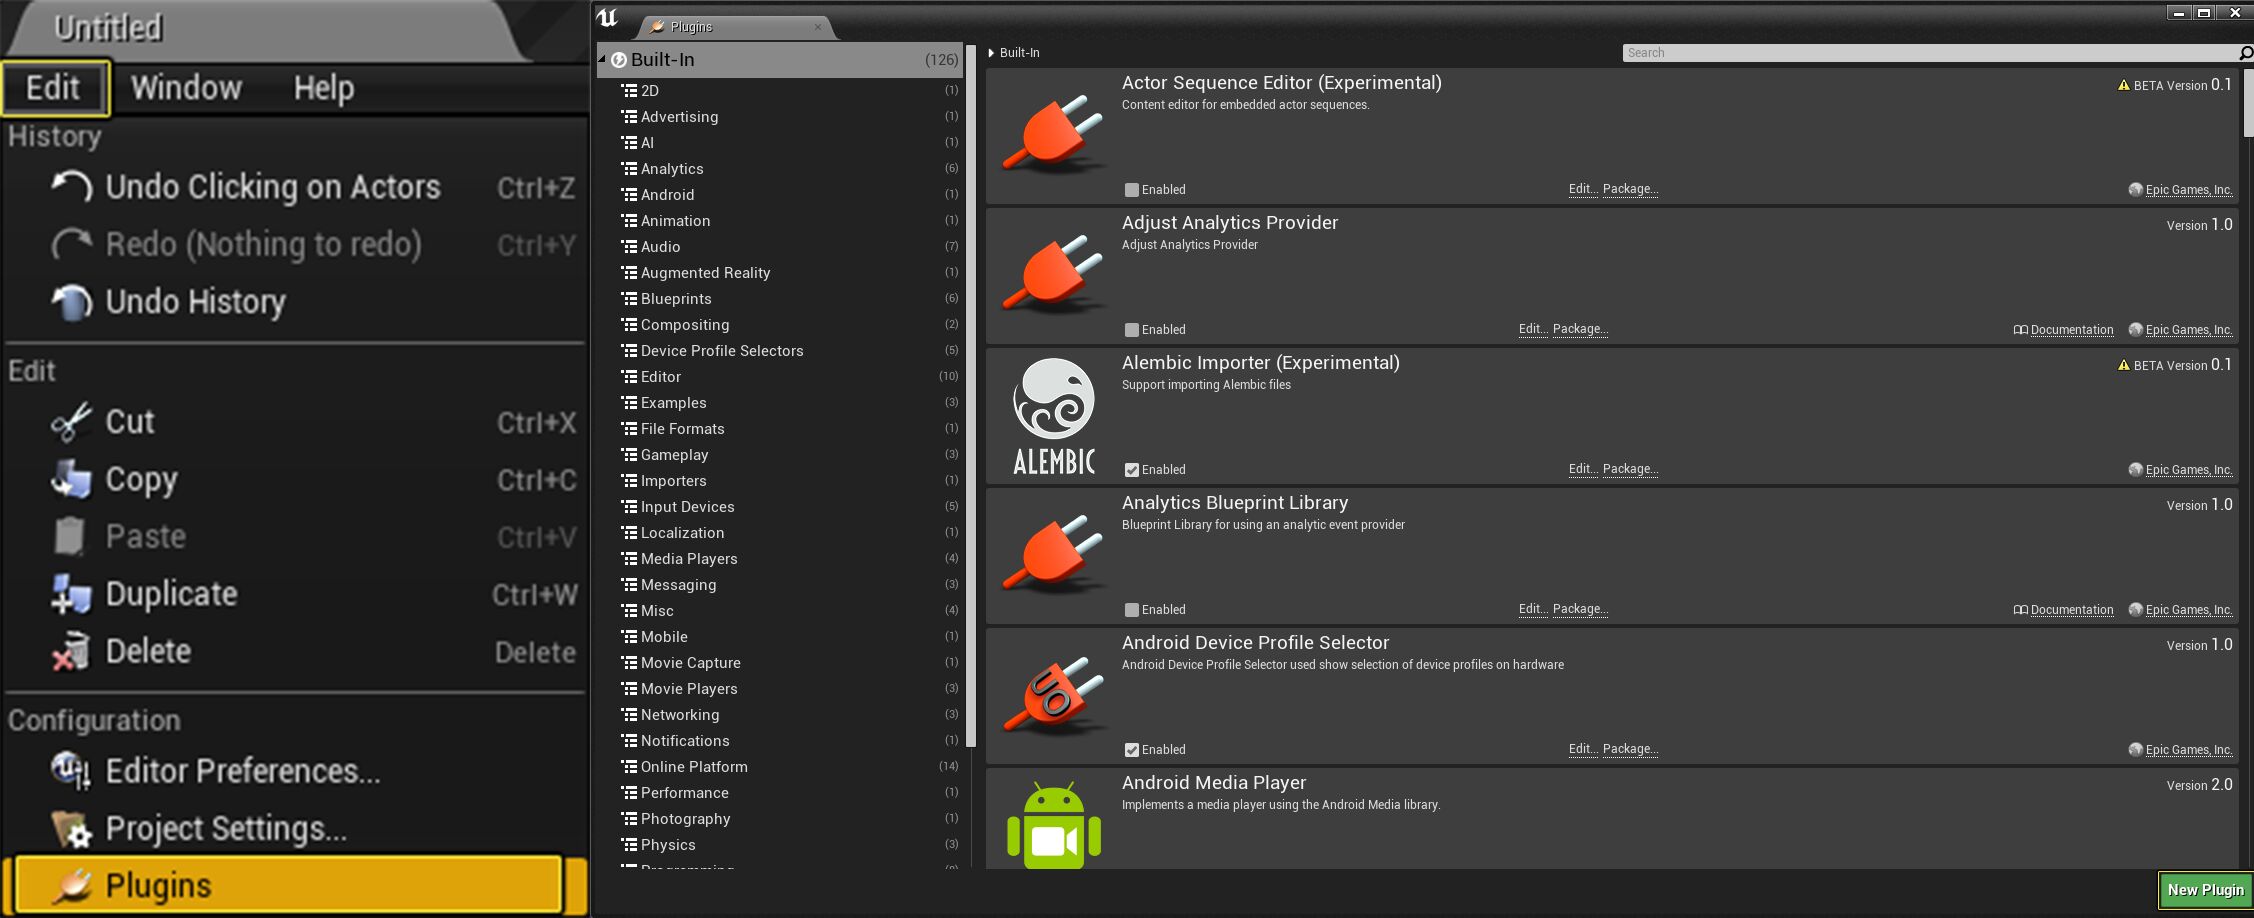 Untitled
Edit Window Help
History
Undo Clicking on Actors Ctrl+Z
Redo (Nothing to redo) Ctrl+Y
Undo History
Edit
Cut Ctrl+X
Copy Ctrl+C
Paste Ctrl+V
Duplicate Ctrl+W
Delete Delete
Configuration
Editor Preferences...
Project Settings...
Plugins
Plugins
Built-In (126)
2D (1)
Advertising (1)
AI (1)
Analytics (6)
Android (1)
Animation (1)
Audio (7)
Augmented Reality (1)
Blueprints (6)
Compositing (2)
Device Profile Selectors (5)
Editor (10)
Examples (3)
File Formats (1)
Gameplay (3)
Importers (1)
Input Devices (5)
Localization (1)
Media Players (4)
Messaging (3)
Misc (4)
Mobile (1)
Movie Capture (1)
Movie Players (3)
Networking (3)
Notifications (1)
Online Platform (14)
Performance (1)
Photography (1)
Physics (3)
Built-In
Search
Actor Sequence Editor (Experimental) BETA Version 0.1
Content editor for embedded actor sequences.
Enabled Edit... Package... Epic Games, Inc.
Adjust Analytics Provider Version 1.0
Adjust Analytics Provider
Enabled Edit... Package... Documentation Epic Games, Inc.
Alembic Importer (Experimental) BETA Version 0.1
Support importing Alembic files
ALEMBIC
Enabled Edit... Package... Epic Games, Inc.
Analytics Blueprint Library Version 1.0
Blueprint Library for using an analytic event provider
Enabled Edit... Package... Documentation Epic Games, Inc.
Android Device Profile Selector Version 1.0
Android Device Profile Selector used show selection of device profiles on hardware
Enabled Edit... Package... Epic Games, Inc.
Android Media Player Version 2.0
Implements a media player using the Android Media library.
New Plugin